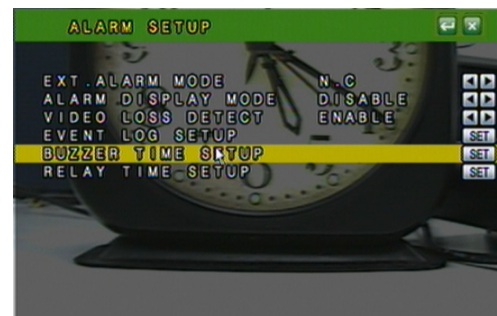 ALARM SETUP
EXT.ALARM MODE N.C
ALARM DISPLAY MODE DISABLE
VIDEO LOSS DETECT ENABLE
EVENT LOG SETUP SET
BUZZER TIME SETUP SET
RELAY TIME SETUP SET